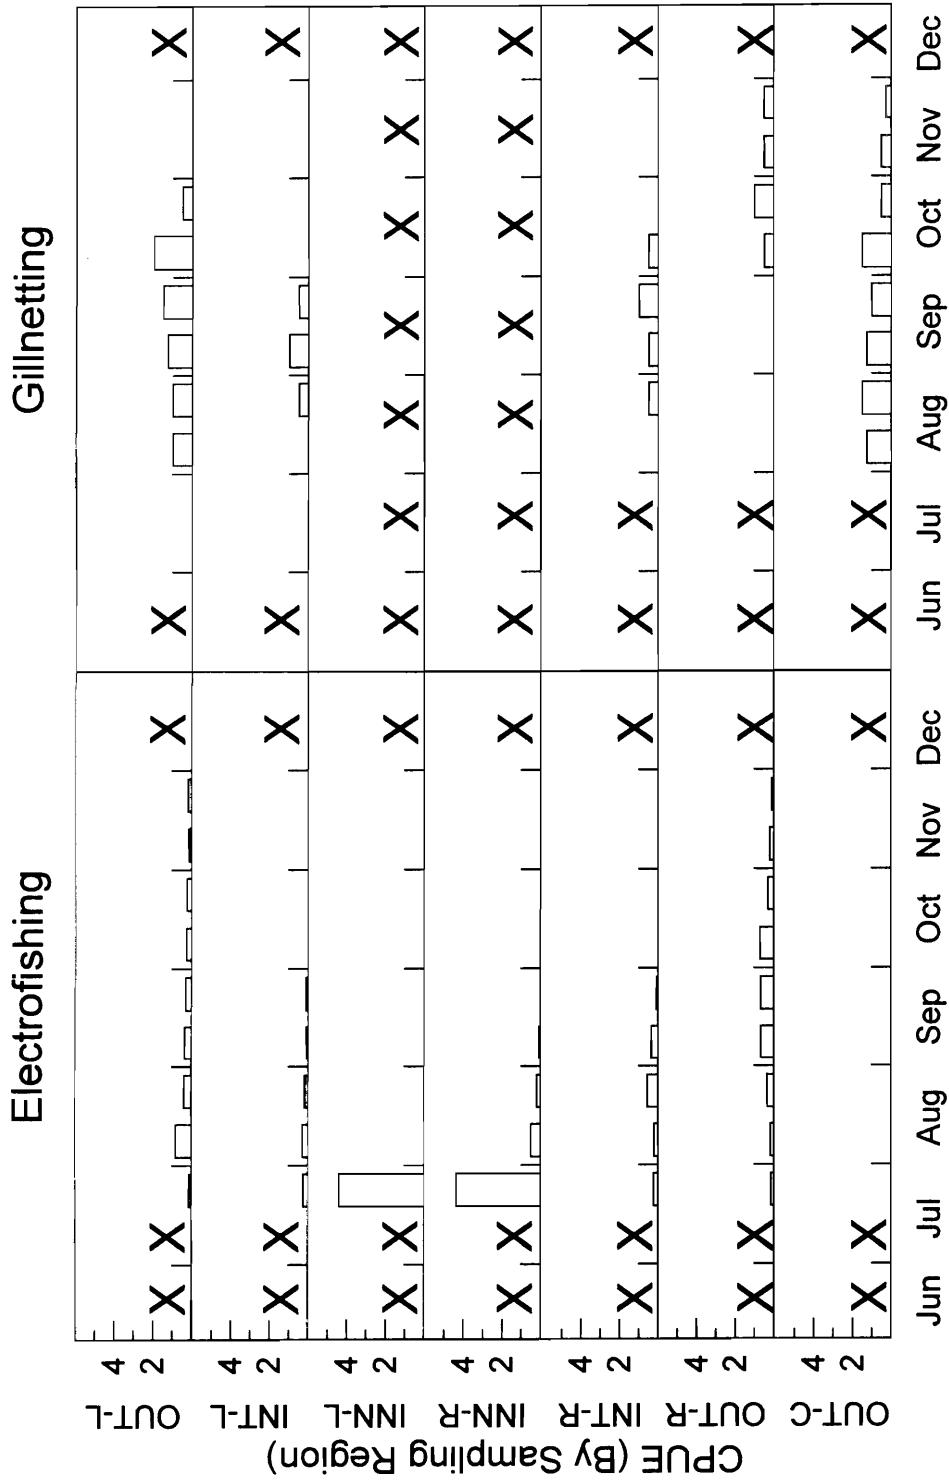 Electrofishing
Gillnetting
CPUE (By Sampling Region)
OUT-L
4
2
INT-L
4
2
INN-L
4
2
INN-R
4
2
INT-R
4
2
OUT-R
4
2
OUT-C
4
2
X X X X X
X X X X
X X X X X X X X X X
X X X X X X X X X X
X X X X X X
X X X X X X
X X X X X X
Jun Jul Aug Sep Oct Nov Dec Jun Jul Aug Sep Oct Nov Dec